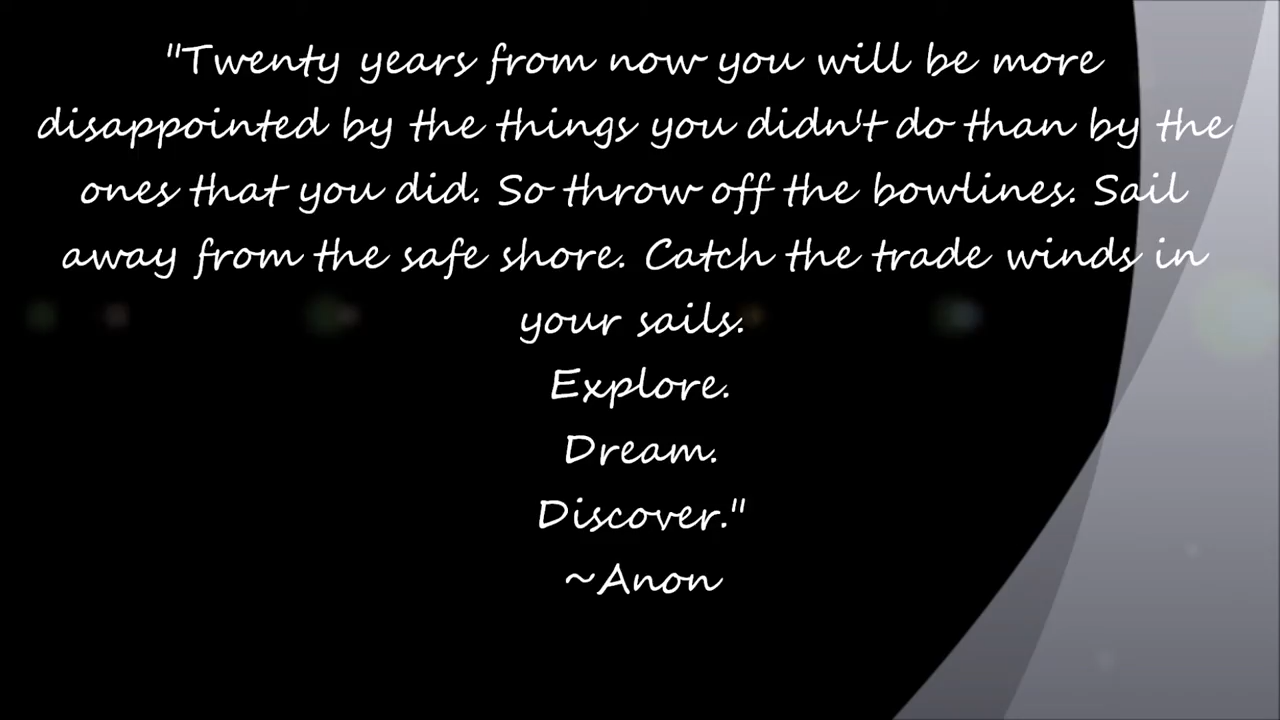 "Twenty years from now you will be more
disappointed by the things you didn't do than by the
ones that you did. So throw off the bowlines. Sail
away from the safe shore. Catch the trade winds in
your sails.
Explore.
Dream.
Discover."
~Anon